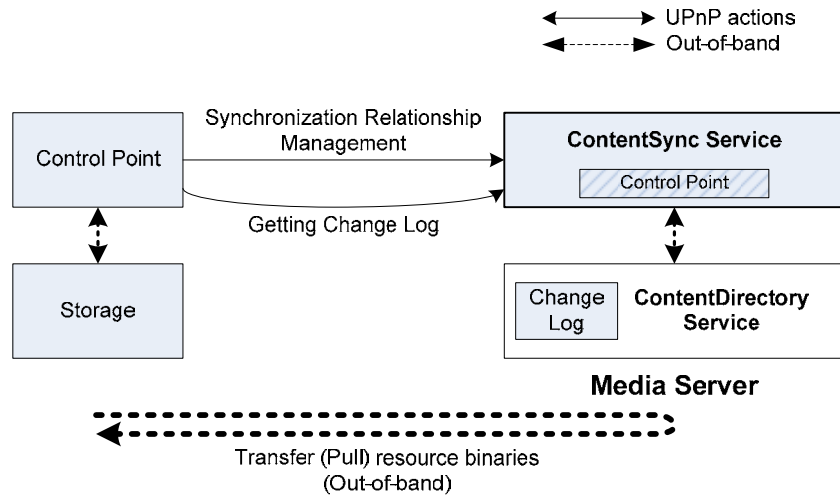 UPnP actions
Out-of-band
Synchronization Relationship
Management
Control Point
ContentSync Service
Control Point
Getting Change Log
Storage
Change
Log
ContentDirectory
Service
Media Server
Transfer (Pull) resource binaries
(Out-of-band)